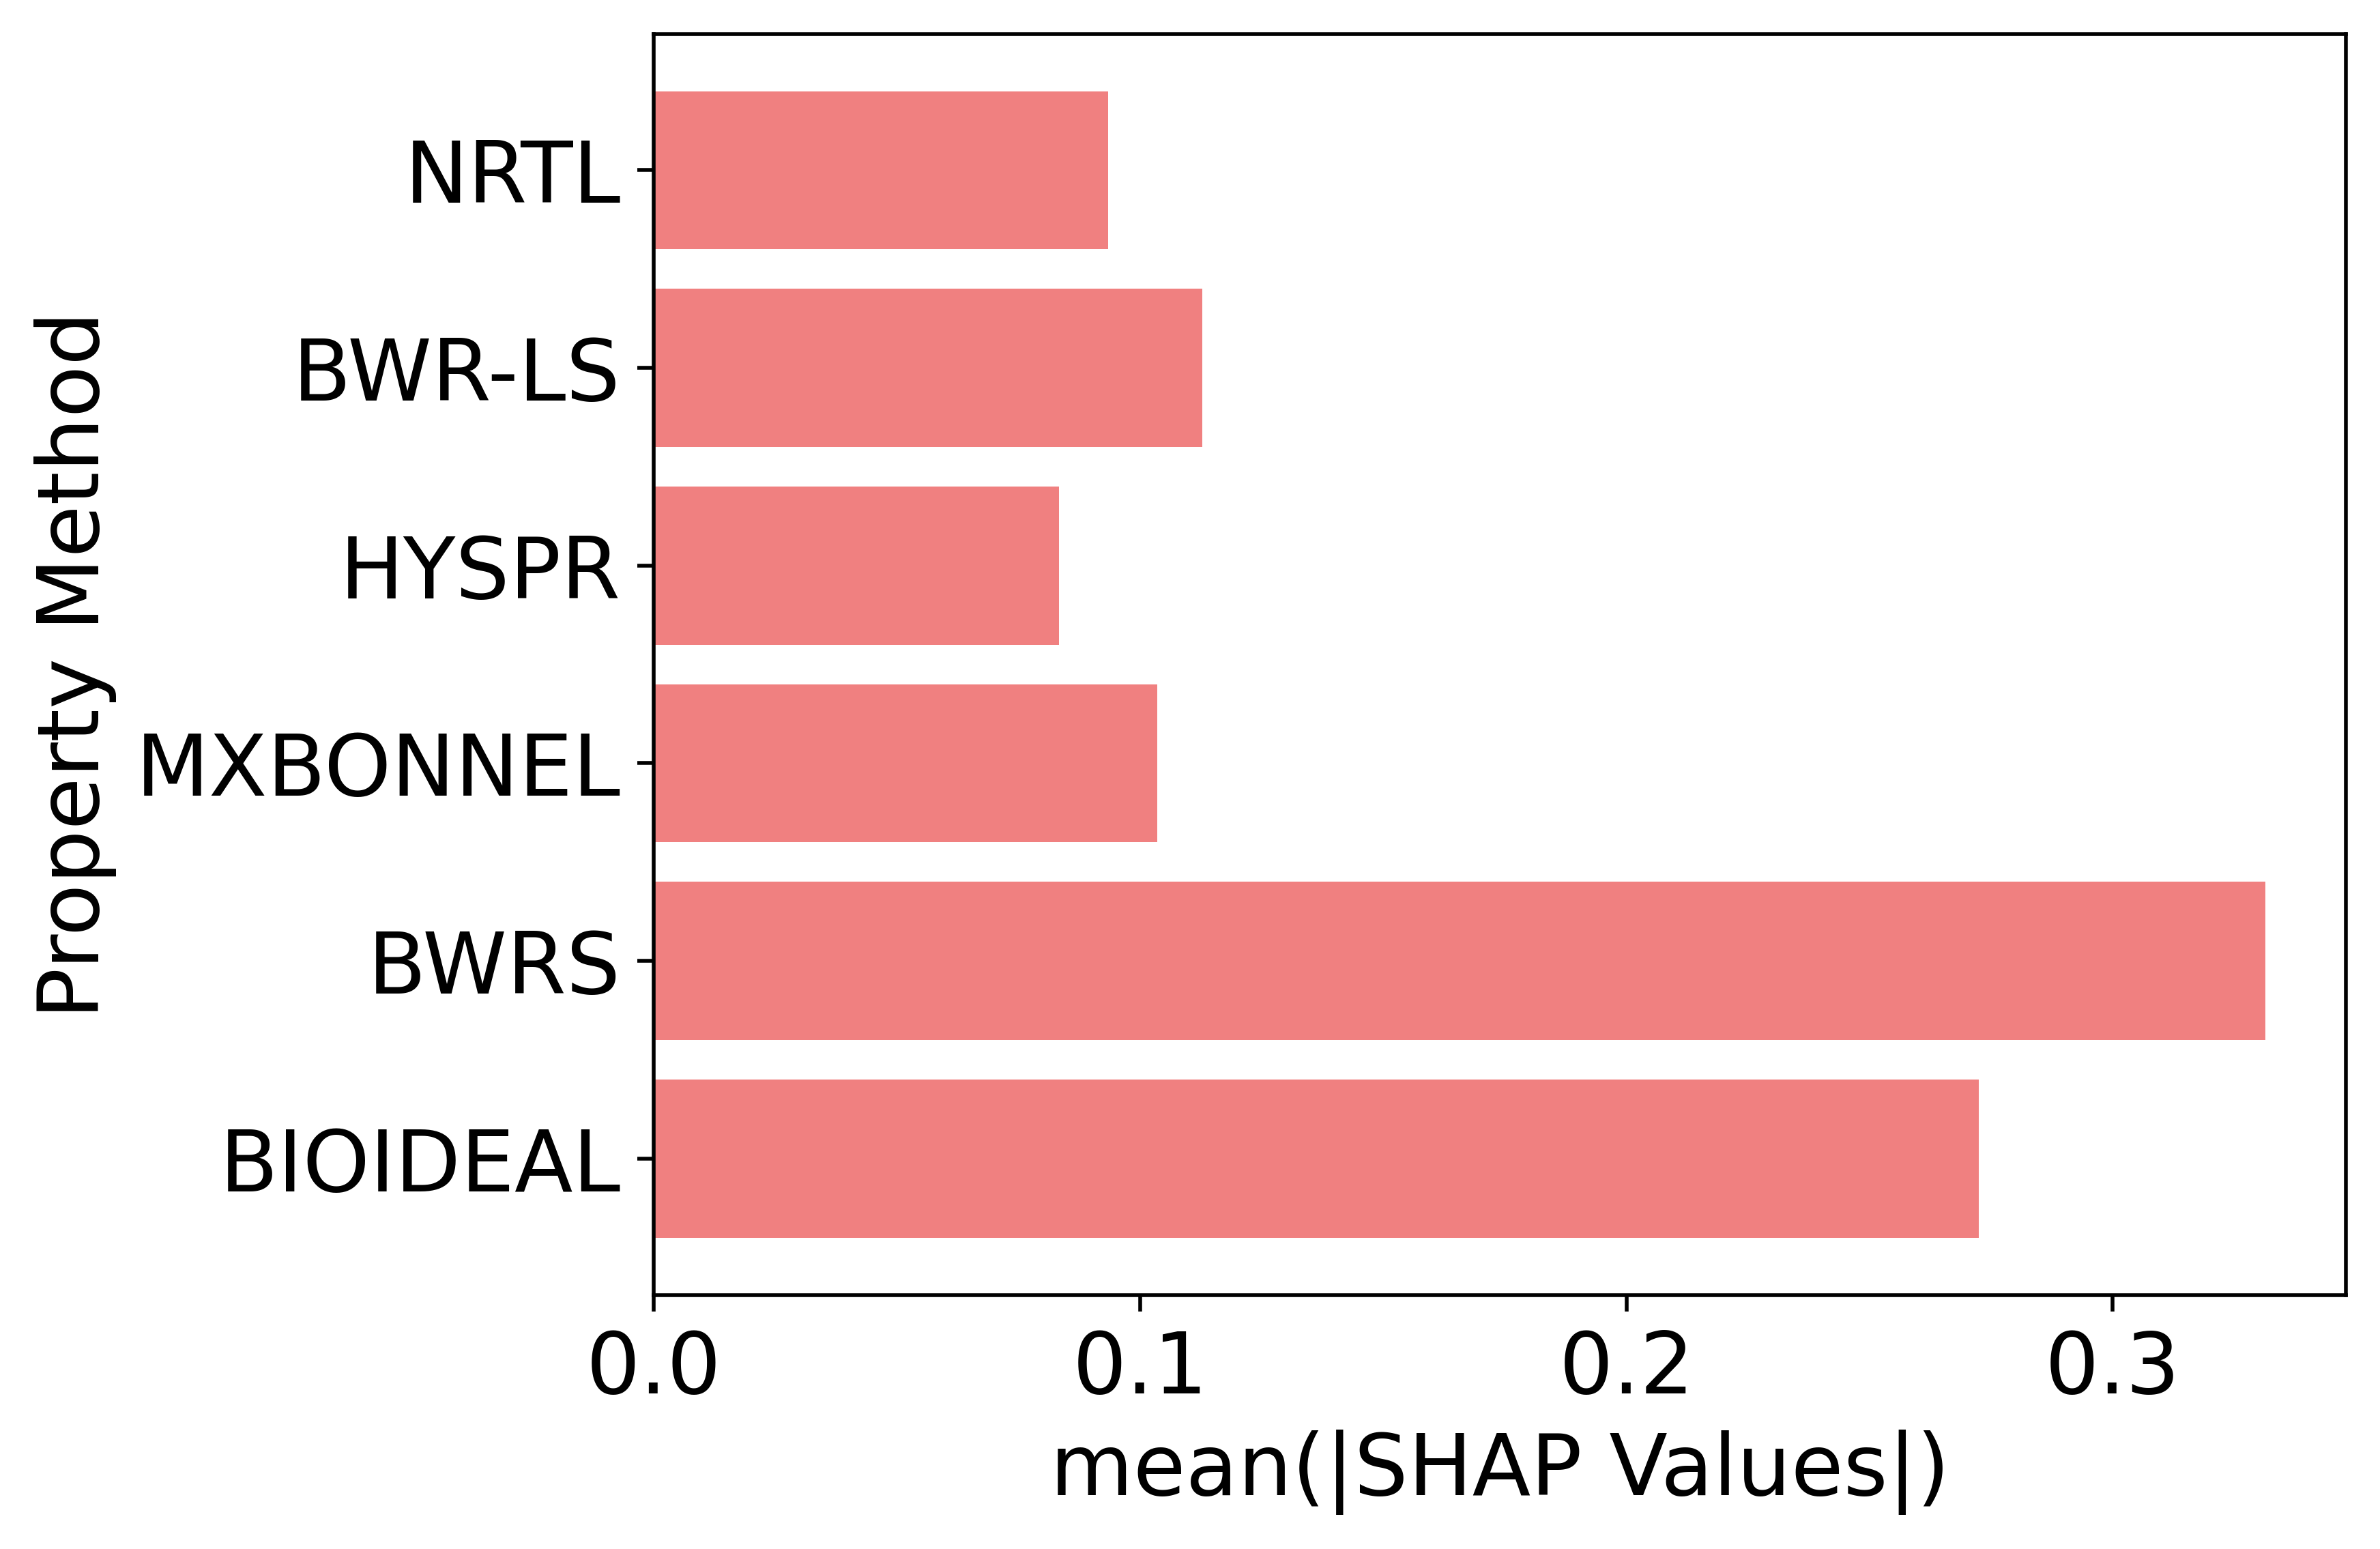 Property Method
NRTL
BWR-LS
HYSPR
MXBONNEL
BWRS
BIOIDEAL
0.0 0.1 0.2 0.3
mean(|SHAP Values|)